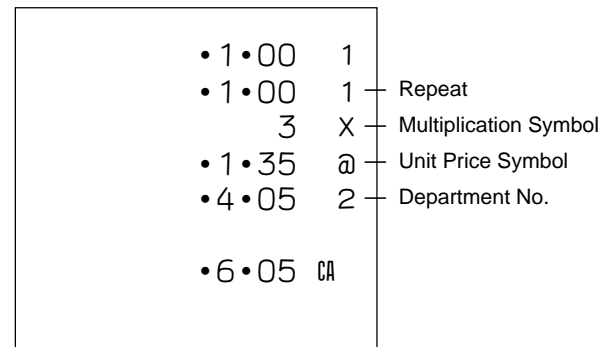 •1•00 1
•1•00 1 Repeat
3 X Multiplication Symbol
•1•35 @ Unit Price Symbol
•4•05 2 Department No.
•6•05 CA